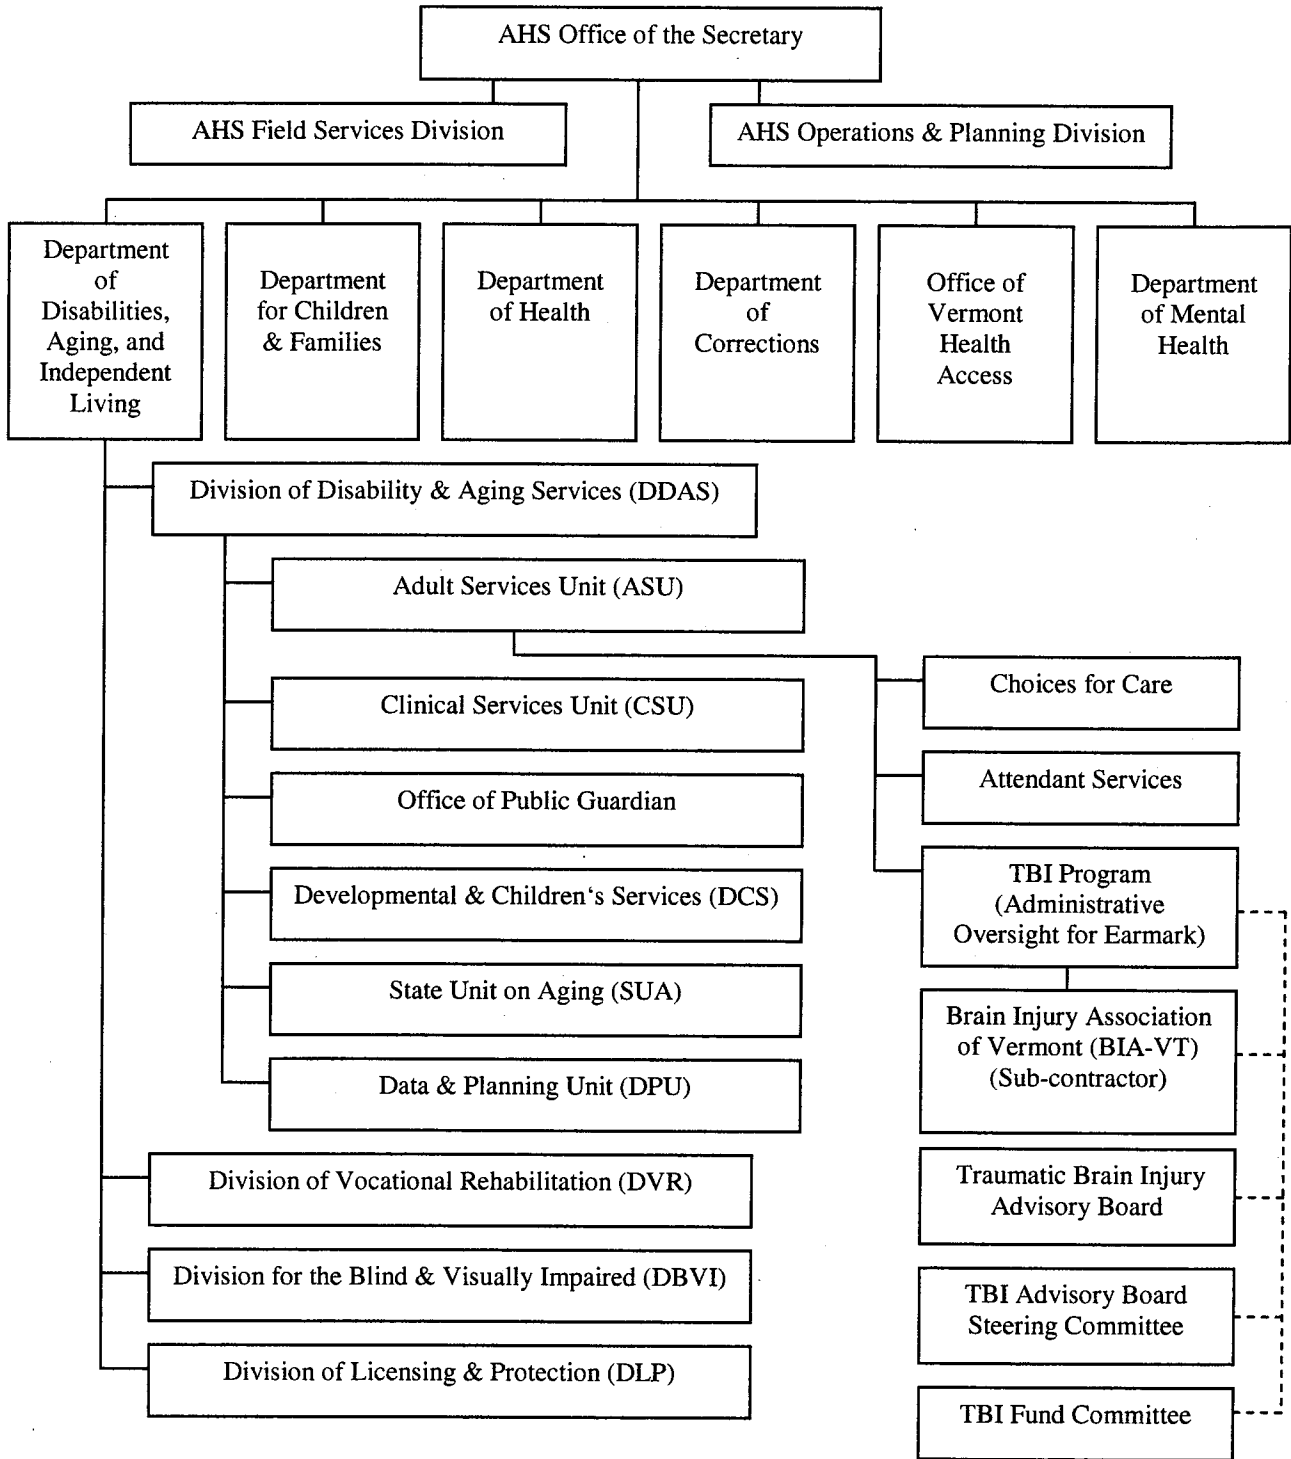 AHS Office of the Secretary
AHS Field Services Division
AHS Operations & Planning Division
Department
of
Disabilities,
Aging, and
Independent
Living
Department
for Children
& Families
Department
of Health
Department
of
Corrections
Office of
Vermont
Health
Access
Department
of Mental
Health
Division of Disability & Aging Services (DDAS)
Adult Services Unit (ASU)
Clinical Services Unit (CSU)
Office of Public Guardian
Developmental & Children's Services (DCS)
State Unit on Aging (SUA)
Data & Planning Unit (DPU)
Choices for Care
Attendant Services
TBI Program
(Administrative
Oversight for Earmark)
Brain Injury Association
of Vermont (BIA-VT)
(Sub-contractor)
Traumatic Brain Injury
Advisory Board
TBI Advisory Board
Steering Committee
TBI Fund Committee
Division of Vocational Rehabilitation (DVR)
Division for the Blind & Visually Impaired (DBVI)
Division of Licensing & Protection (DLP)